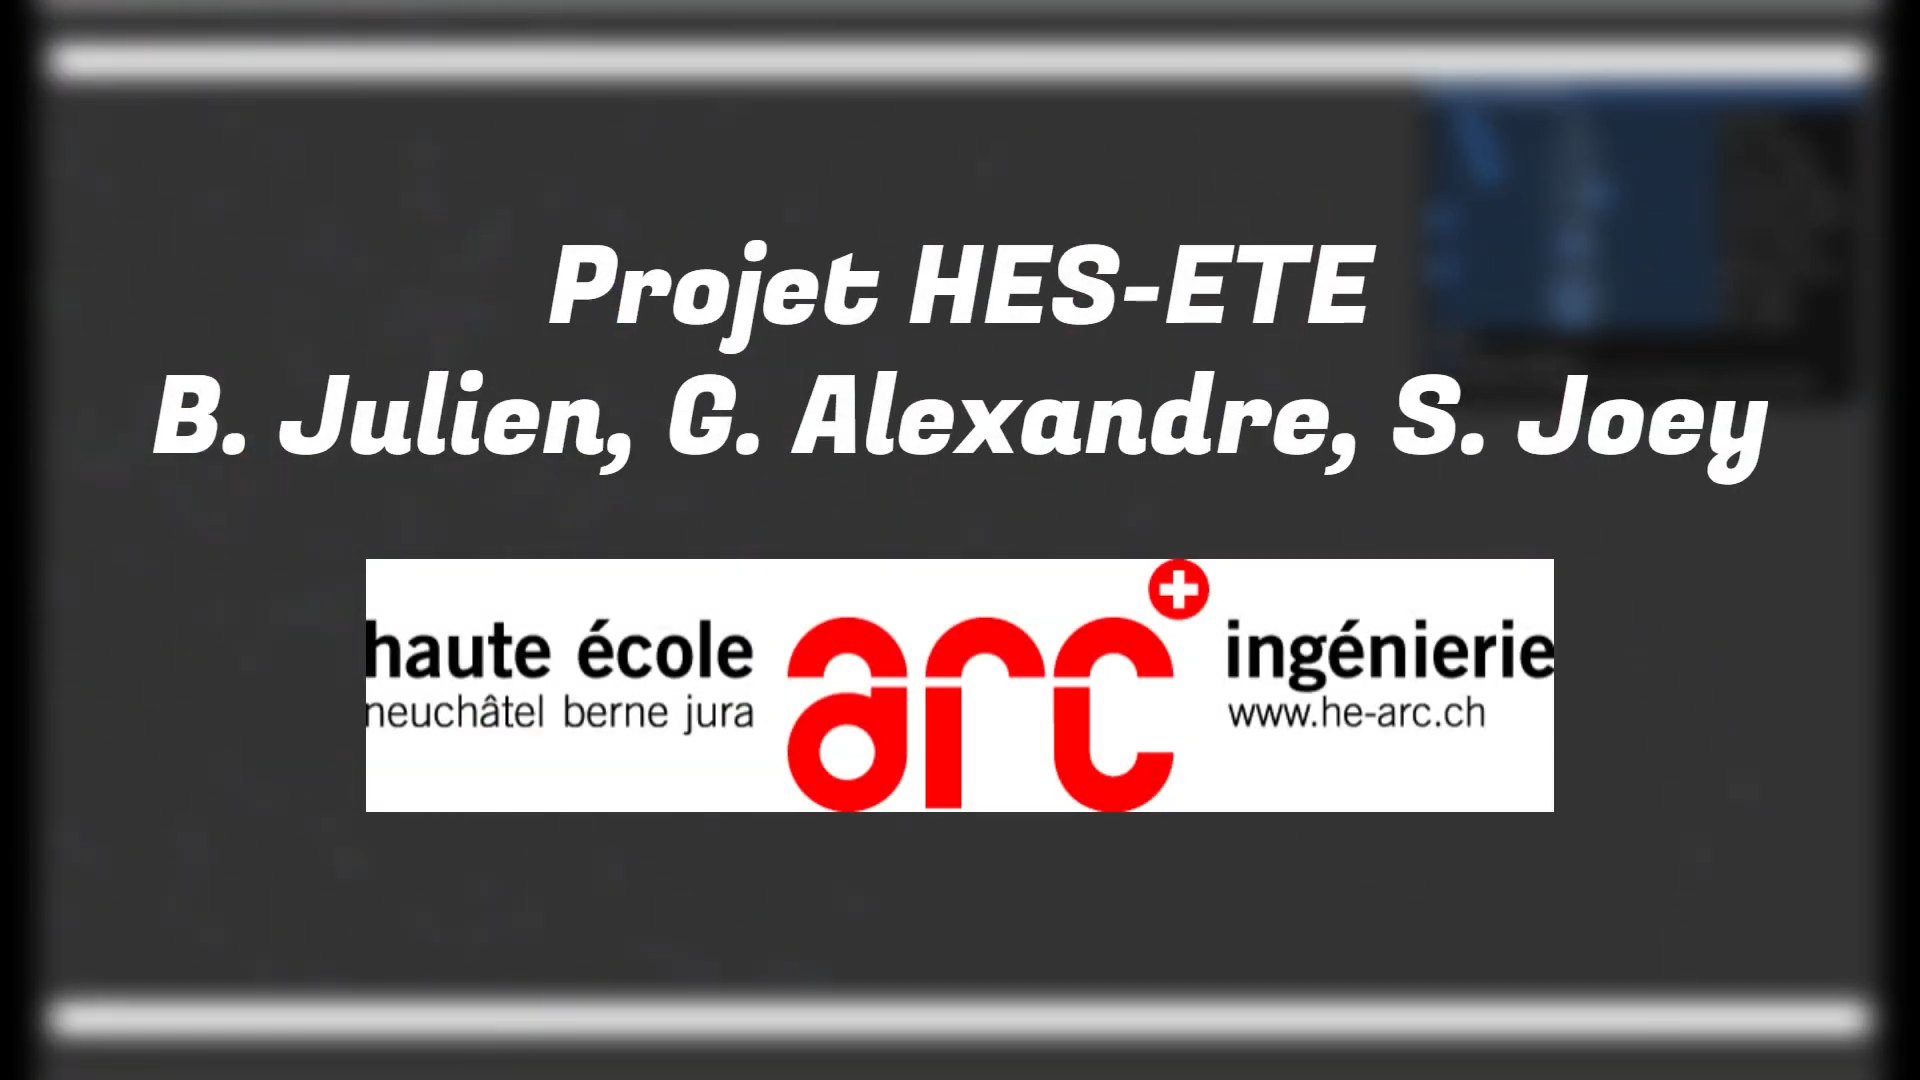 Projet HES-ETE
B. Julien, G. Alexandre, S. Joey
haute école arc ingénierie
neuchâtel berne jura www.he-arc.ch